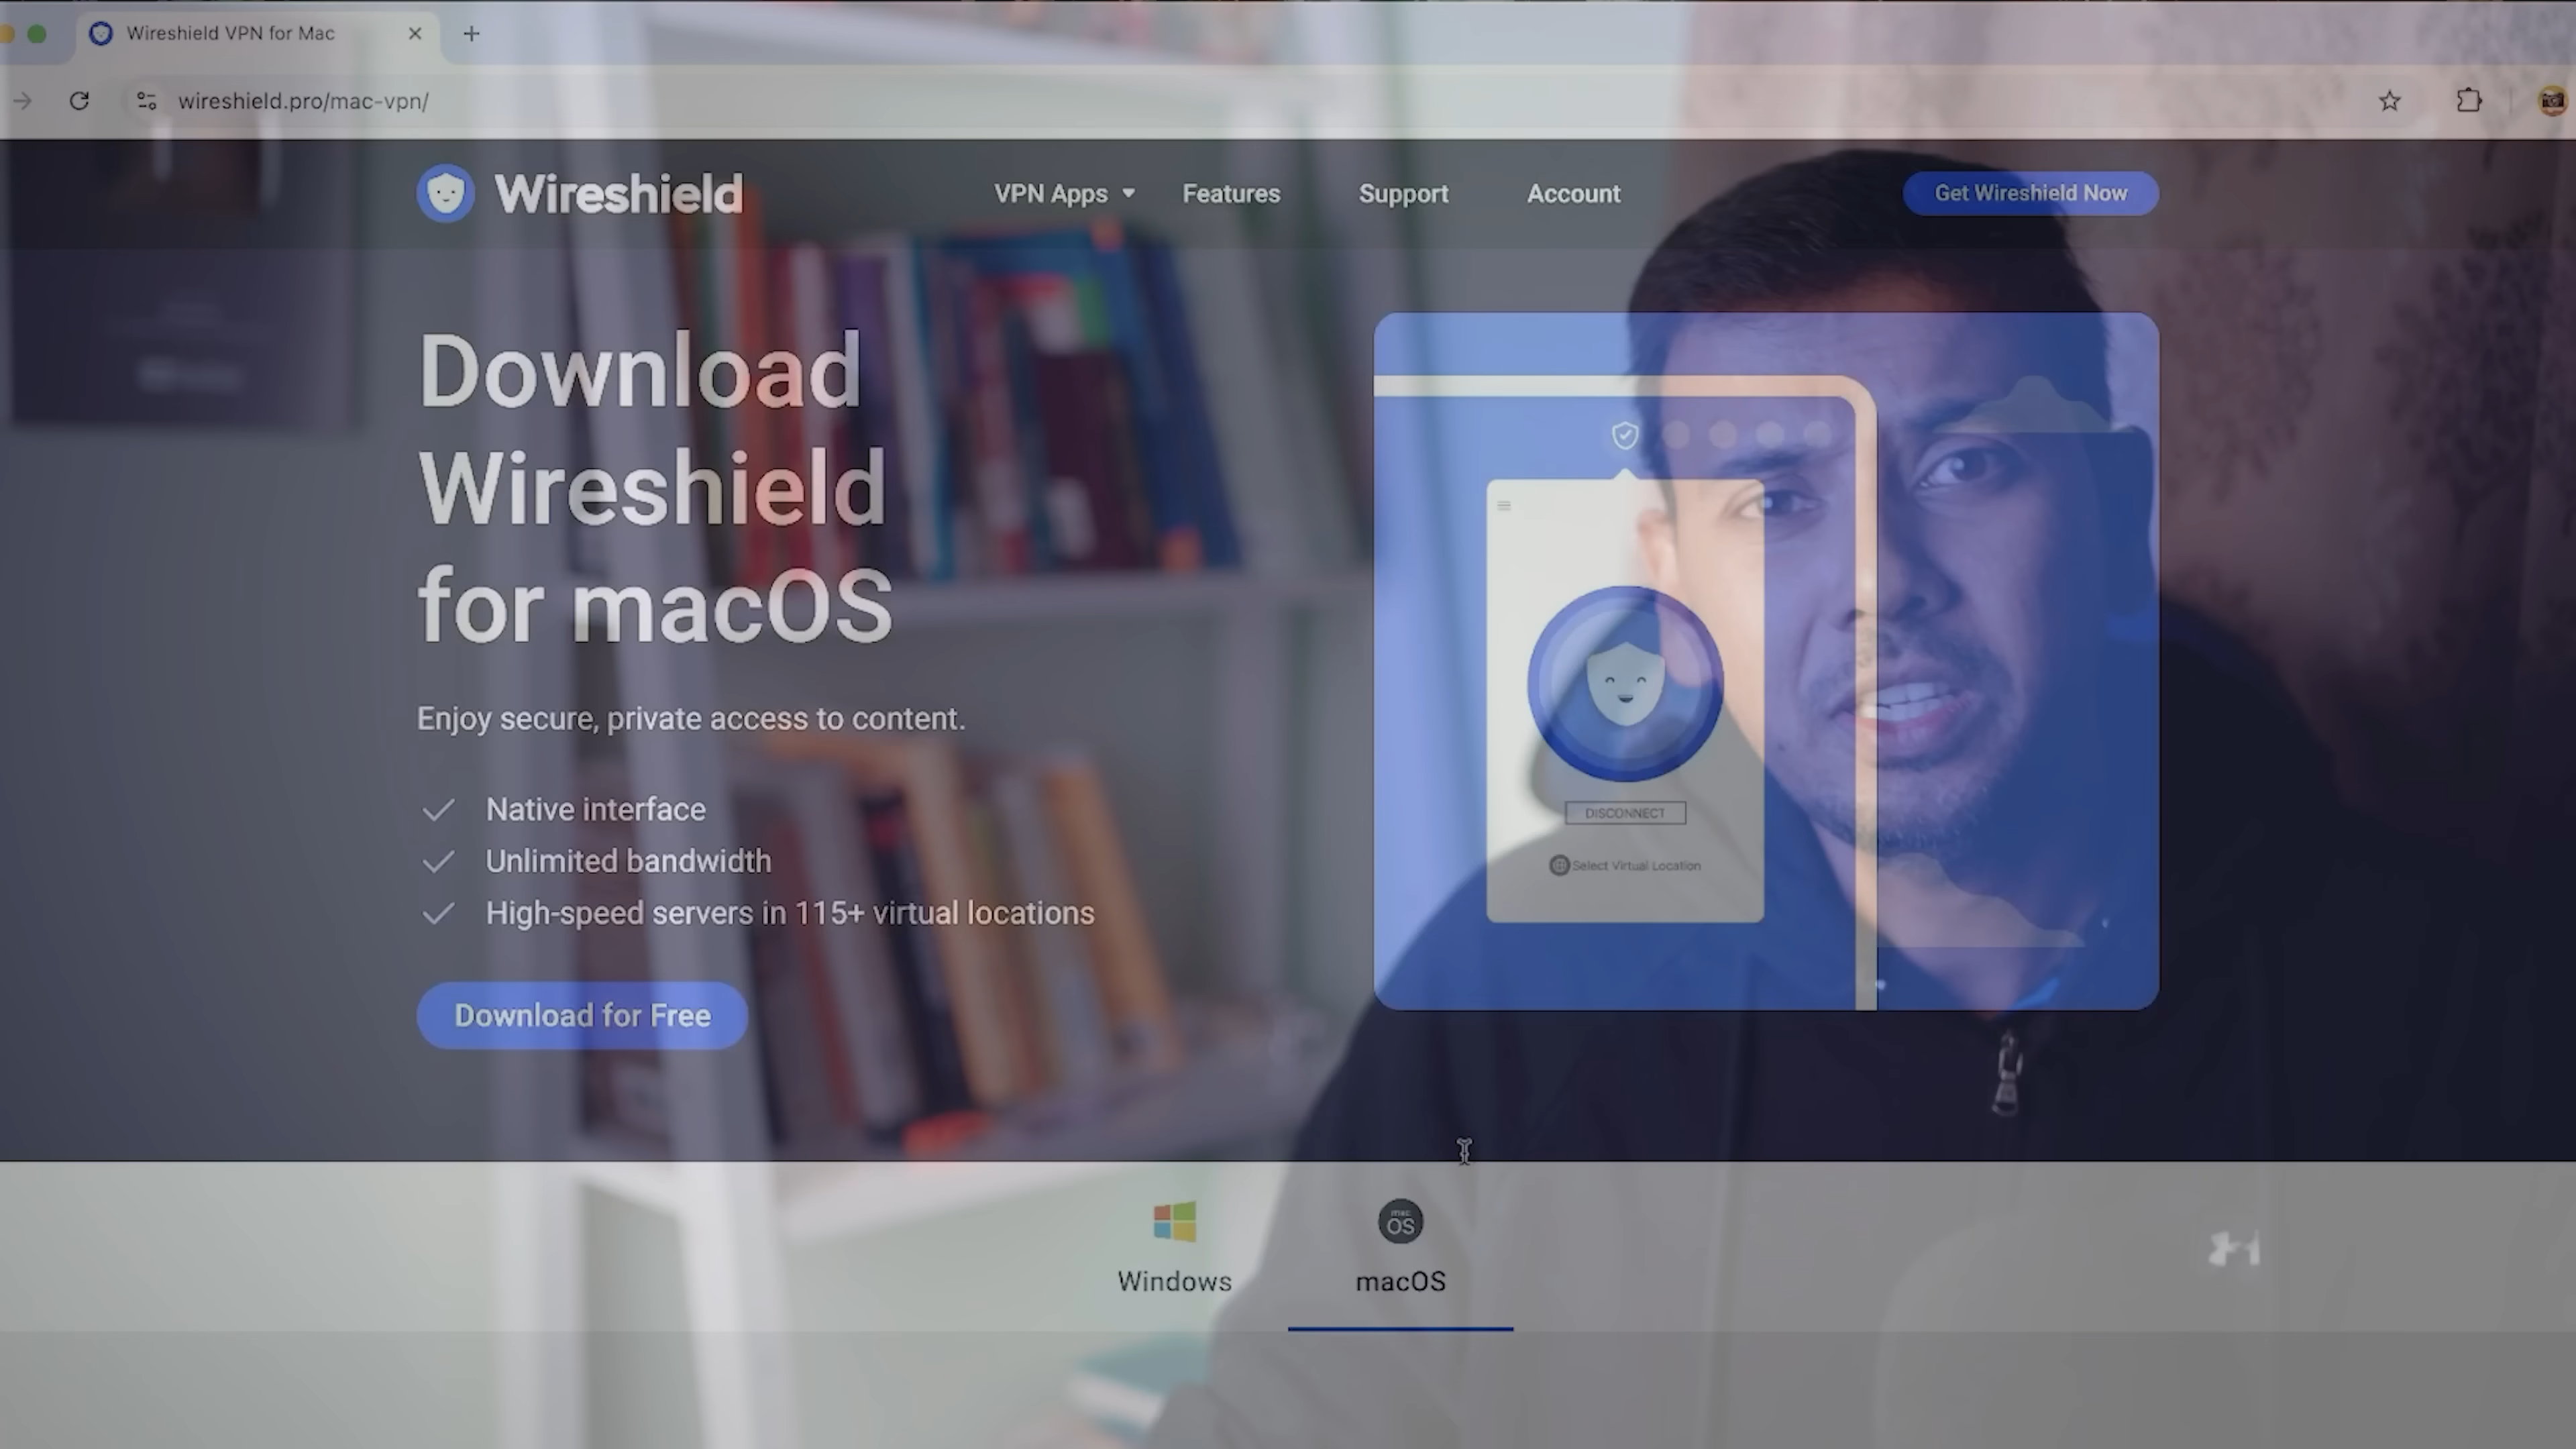 Wireshield VPN for Mac
wireshield.pro/mac-vpn/
Wireshield
VPN Apps
Features
Support
Account
Get Wireshield Now
Download
Wireshield
for macOS
Enjoy secure, private access to content.
Native interface
Unlimited bandwidth
High-speed servers in 115+ virtual locations
Download for Free
DISCONNECT
Select Virtual Location
Windows
mac
OS
macOS